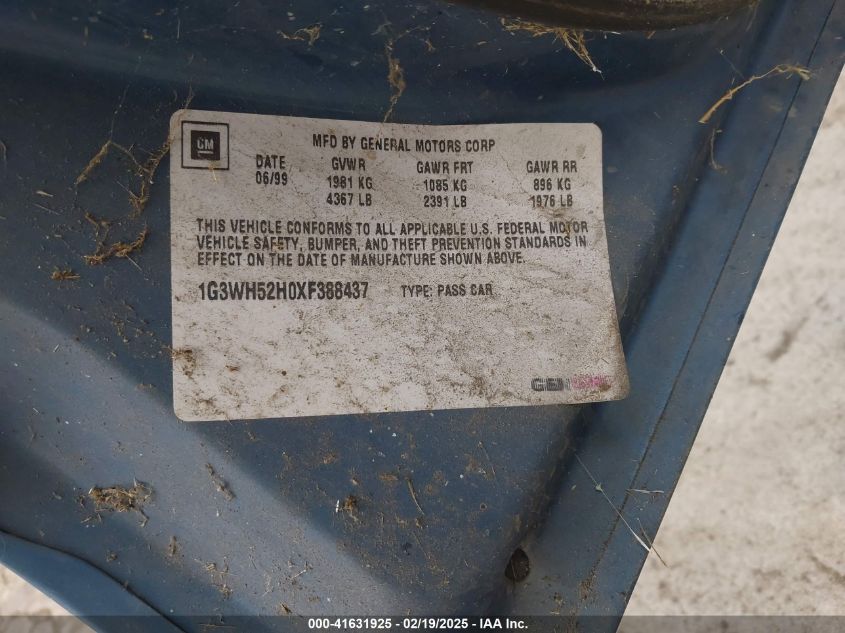 GM
MFD BY GENERAL MOTORS CORP
DATE GVWR GAWR FRT GAWR RR
06/99 1981 KG 1085 KG 896 KG
4367 LB 2391 LB 1976 LB
THIS VEHICLE CONFORMS TO ALL APPLICABLE U.S. FEDERAL MOTOR
VEHICLE SAFETY, BUMPER, AND THEFT PREVENTION STANDARDS IN
EFFECT ON THE DATE OF MANUFACTURE SHOWN ABOVE.
1G3WH52H0XF388437 TYPE: PASS CAR
000-41631925 - 02/19/2025 - IAA Inc.